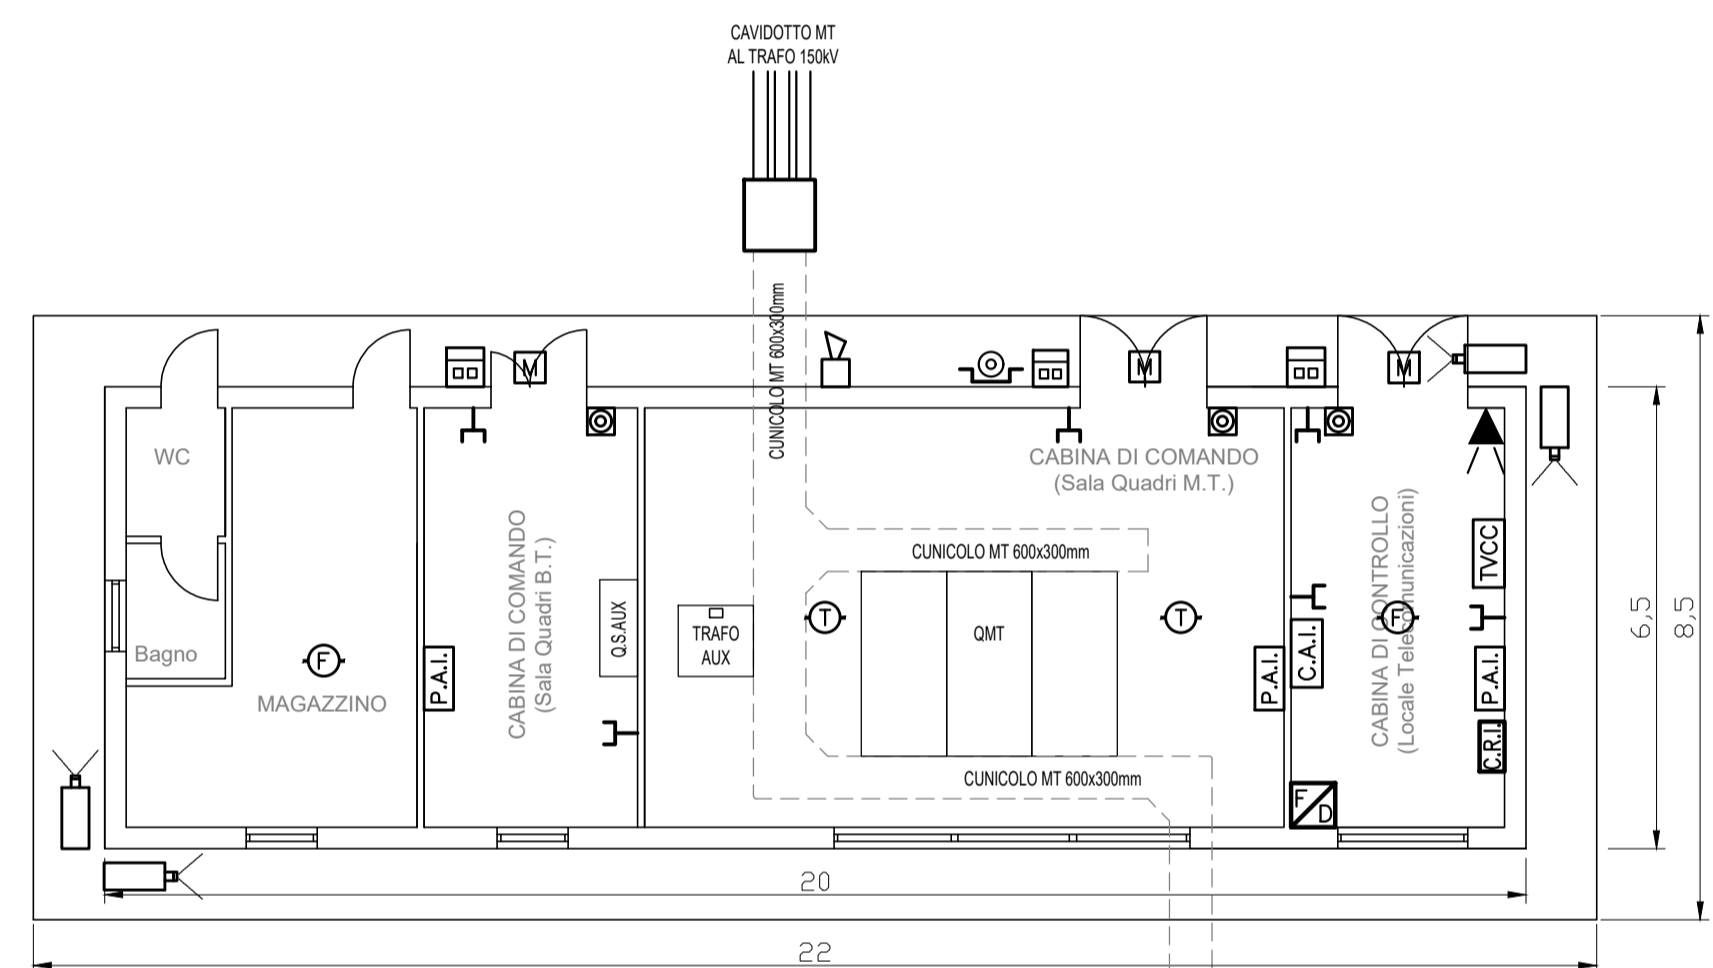 CAVIDOTTO MT
AL TRAFO 150kV
CUNICOLO MT 600x300mm
M
M
M
WC
CABINA DI COMANDO
(Sala Quadri M.T.)
CABINA DI COMANDO
(Sala Quadri B.T.)
CABINA DI CONTROLLO
(Locale Telecomunicazioni)
TVCC
CUNICOLO MT 600x300mm
Q.S.AUX
TRAFO
AUX
T
QMT
T
F
C.A.I.
Bagno
F
MAGAZZINO
P.A.I.
P.A.I.
P.A.I.
C.R.I.
CUNICOLO MT 600x300mm
F
D
6,5
8,5
20
22